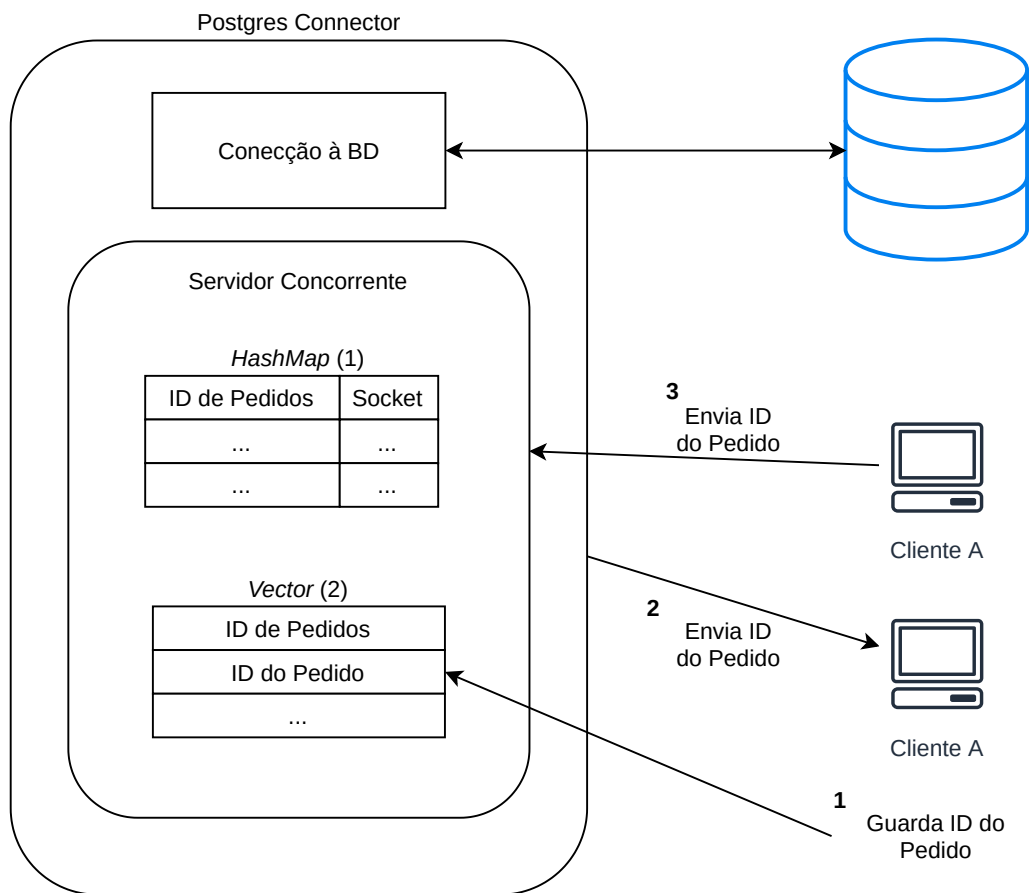 Postgres Connector
Conecção à BD
Servidor Concorrente
HashMap (1)
ID de Pedidos Socket
... ...
... ...
3
Envia ID
do Pedido
Cliente A
Vector (2)
ID de Pedidos
ID do Pedido
...
2
Envia ID
do Pedido
Cliente A
1
Guarda ID do
Pedido